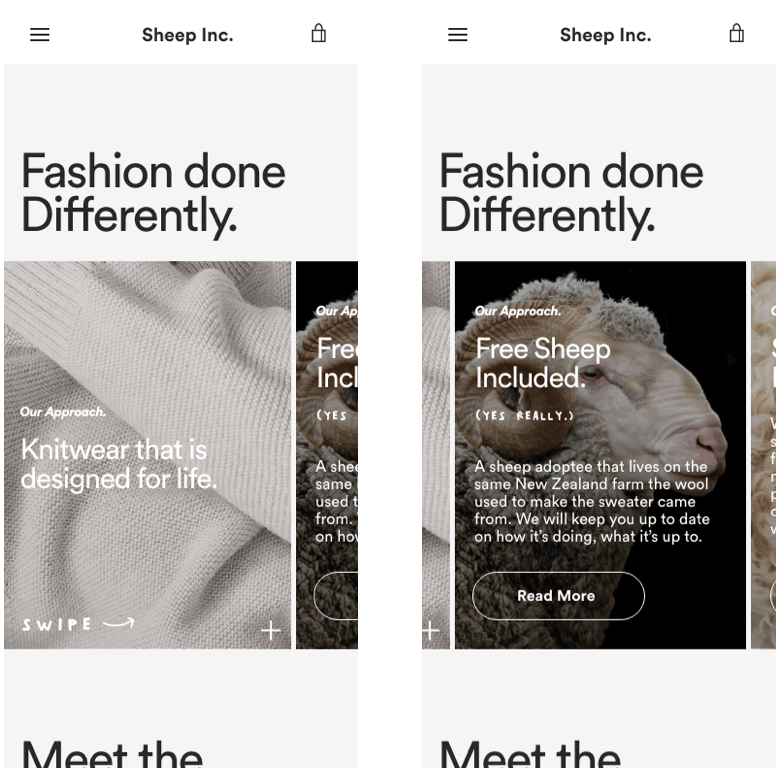 Sheep Inc.
Fashion done
Differently.
Our Approach.
Knitwear that is
designed for life.
SWIPE
Our Ap
Free
Incl
(YES
A shee
same
used t
from.
on how
Meet the
Sheep Inc.
Fashion done
Differently.
Our Approach.
Free Sheep
Included.
(YES REALLY.)
A sheep adoptee that lives on the
same New Zealand farm the wool
used to make the sweater came
from. We will keep you up to date
on how it’s doing, what it’s up to.
Read More
Meet the